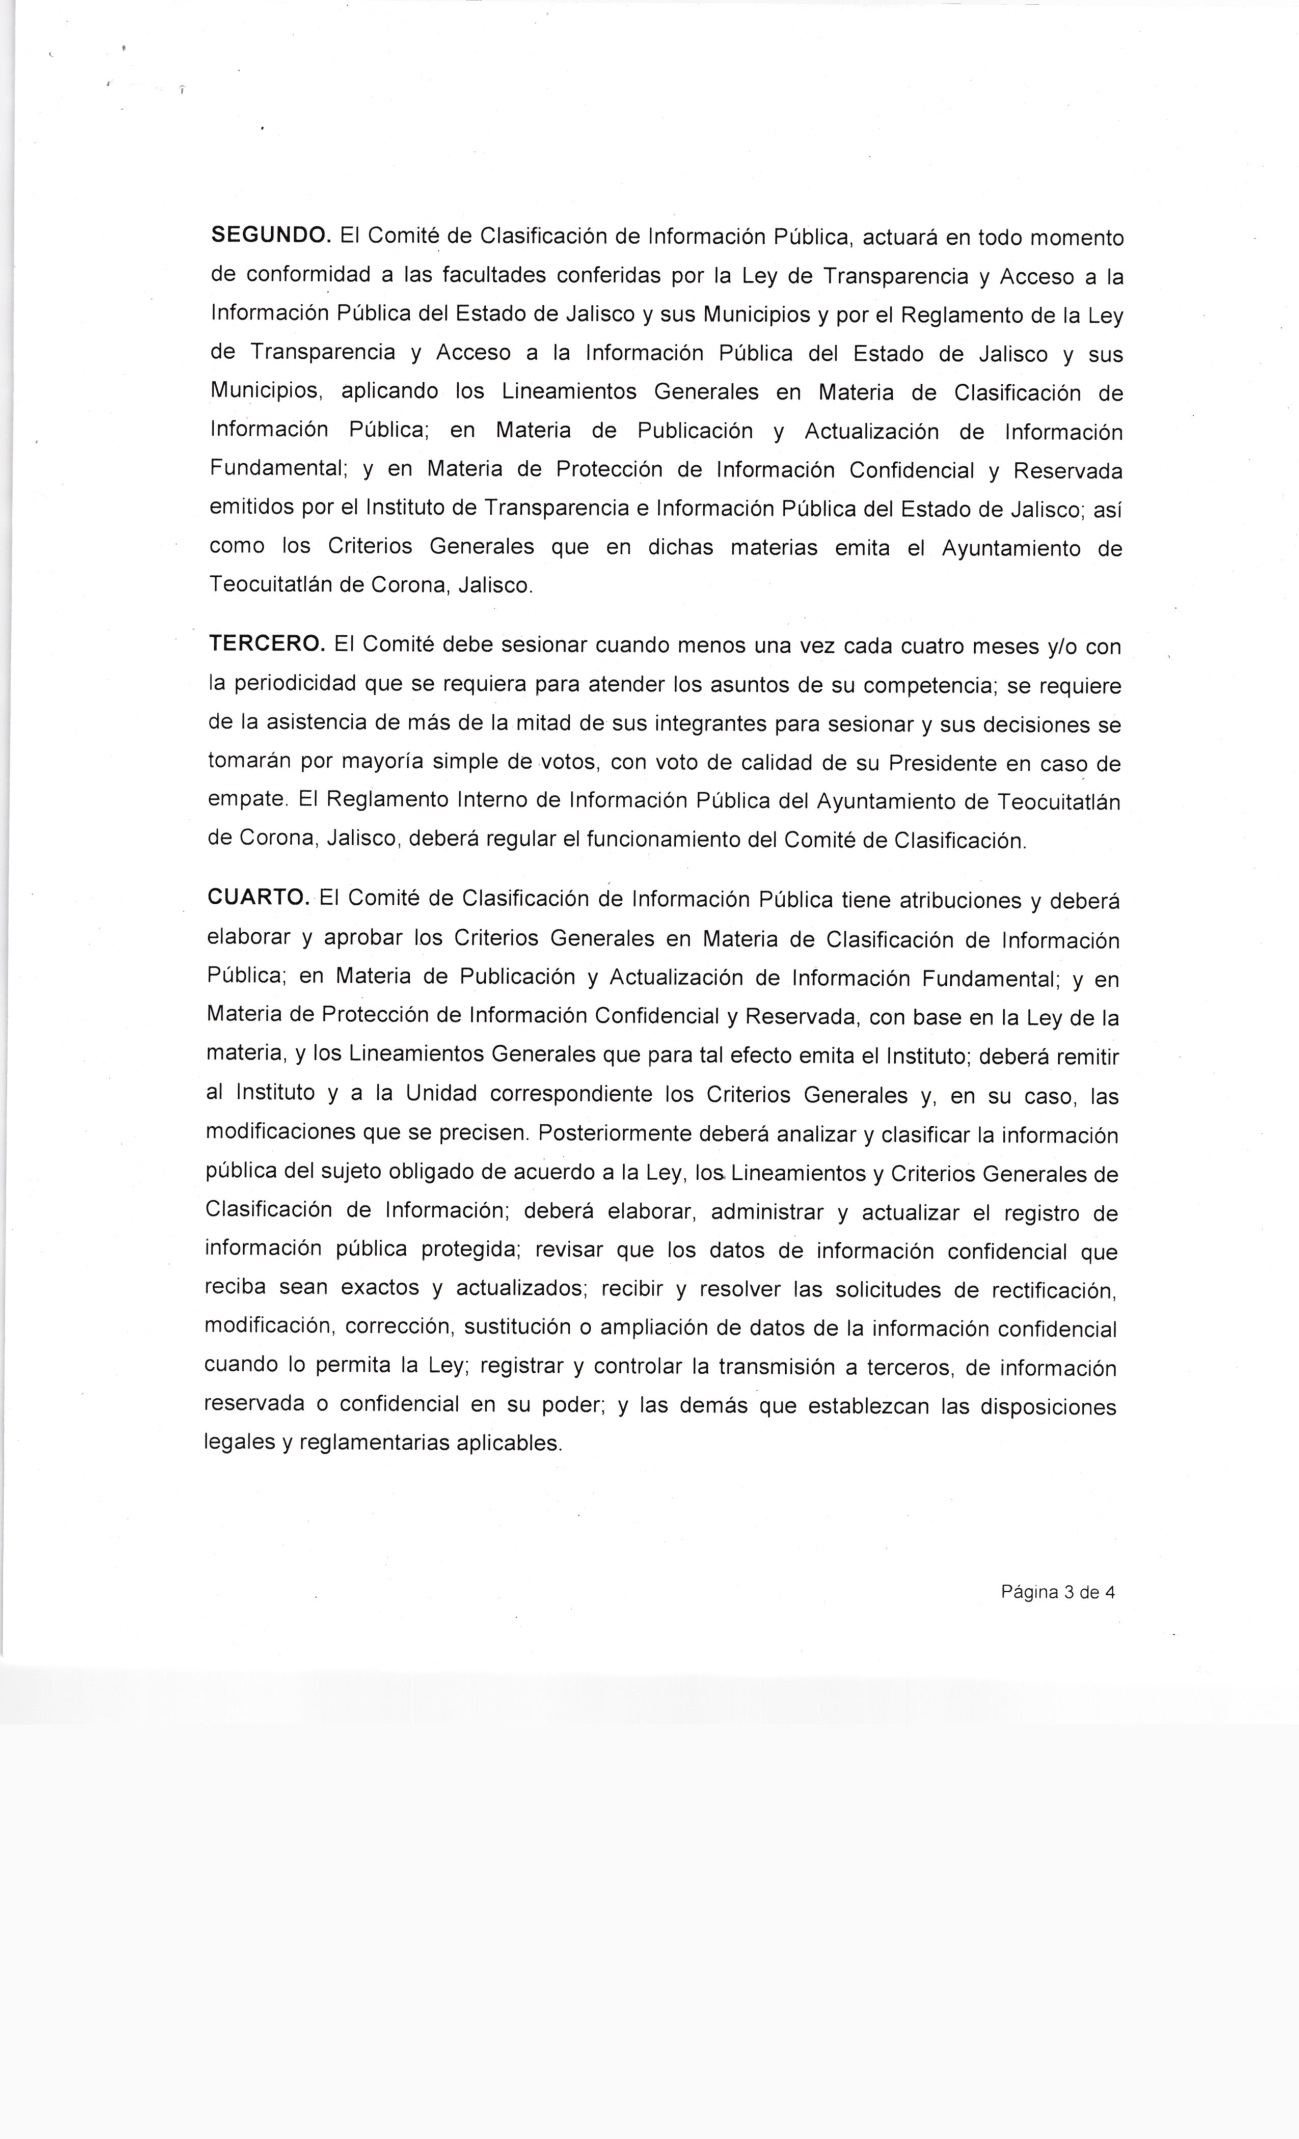 SEGUNDO. El Comité de Clasificación de Información Pública, actuará en todo momento
de conformidad a las facultades conferidas por la Ley de Transparencia y Acceso a la
Información Pública del Estado de Jalisco y sus Municipios y por el Reglamento de la Ley
de Transparencia y Acceso a la Información Pública del Estado de Jalisco y sus
Municipios, aplicando los Lineamientos Generales en Materia de Clasificación de
Información Pública; en Materia de Publicación y Actualización de Información
Fundamental; y en Materia de Protección de Información Confidencial y Reservada
emitidos por el Instituto de Transparencia e Información Pública del Estado de Jalisco; así
como los Criterios Generales que en dichas materias emita el Ayuntamiento de
Teocuitatlán de Corona, Jalisco.
TERCERO. El Comité debe sesionar cuando menos una vez cada cuatro meses y/o con
la periodicidad que se requiera para atender los asuntos de su competencia; se requiere
de la asistencia de más de la mitad de sus integrantes para sesionar y sus decisiones se
tomarán por mayoría simple de votos, con voto de calidad de su Presidente en caso de
empate. El Reglamento Interno de Información Pública del Ayuntamiento de Teocuitatlán
de Corona, Jalisco, deberá regular el funcionamiento del Comité de Clasificación.
CUARTO. El Comité de Clasificación de Información Pública tiene atribuciones y deberá
elaborar y aprobar los Criterios Generales en Materia de Clasificación de Información
Pública; en Materia de Publicación y Actualización de Información Fundamental; y en
Materia de Protección de Información Confidencial y Reservada, con base en la Ley de la
materia, y los Lineamientos Generales que para tal efecto emita el Instituto; deberá remitir
al Instituto y a la Unidad correspondiente los Criterios Generales y, en su caso, las
modificaciones que se precisen. Posteriormente deberá analizar y clasificar la información
pública del sujeto obligado de acuerdo a la Ley, los Lineamientos y Criterios Generales de
Clasificación de Información; deberá elaborar, administrar y actualizar el registro de
información pública protegida; revisar que los datos de información confidencial que
reciba sean exactos y actualizados; recibir y resolver las solicitudes de rectificación,
modificación, corrección, sustitución o ampliación de datos de la información confidencial
cuando lo permita la Ley; registrar y controlar la transmisión a terceros, de información
reservada o confidencial en su poder; y las demás que establezcan las disposiciones
legales y reglamentarias aplicables.
Página 3 de 4